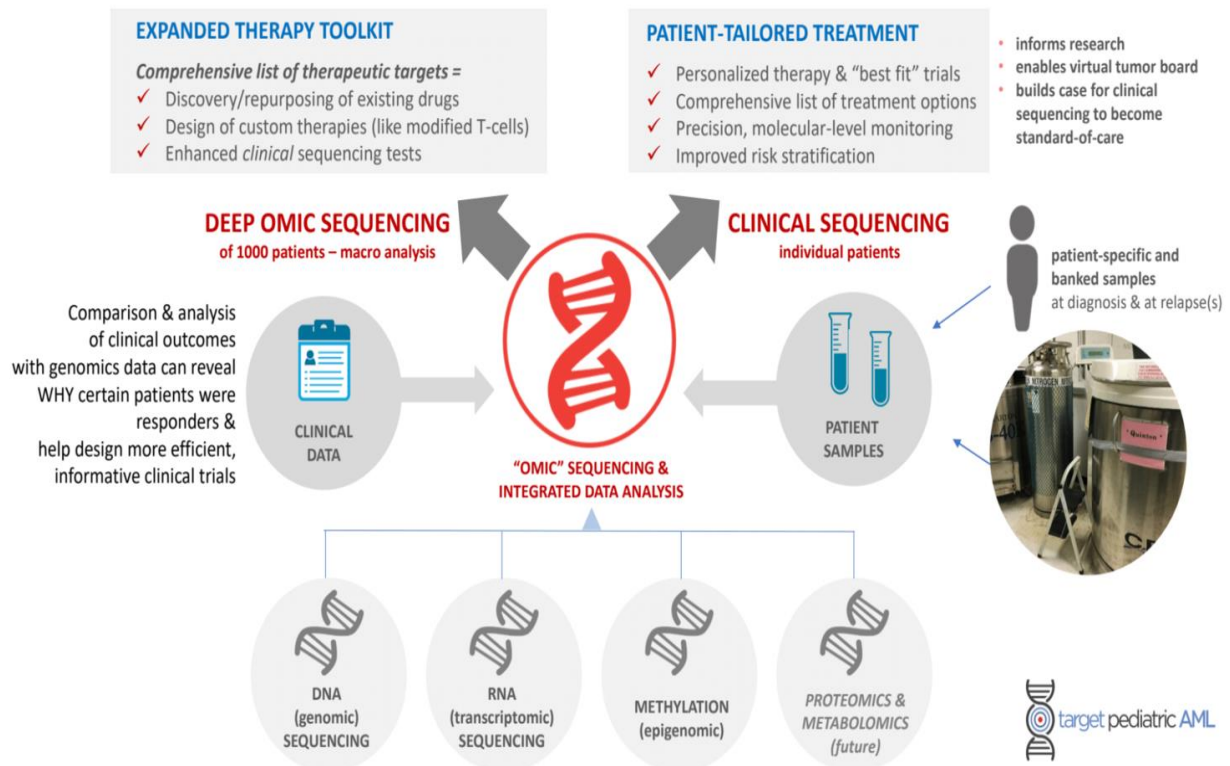 EXPANDED THERAPY TOOLKIT
Comprehensive list of therapeutic targets =
✓ Discovery/repurposing of existing drugs
✓ Design of custom therapies (like modified T-cells)
✓ Enhanced clinical sequencing tests
PATIENT-TAILORED TREATMENT
✓ Personalized therapy & “best fit” trials
✓ Comprehensive list of treatment options
✓ Precision, molecular-level monitoring
✓ Improved risk stratification
* informs research
* enables virtual tumor board
* builds case for clinical
sequencing to become
standard-of-care
DEEP OMIC SEQUENCING
of 1000 patients – macro analysis
CLINICAL SEQUENCING
individual patients
patient-specific and
banked samples
at diagnosis & at relapse(s)
Comparison & analysis
of clinical outcomes
with genomics data can reveal
WHY certain patients were
responders &
help design more efficient,
informative clinical trials
CLINICAL
DATA
PATIENT
SAMPLES
NITROGEN
Quinton
“OMIC” SEQUENCING &
INTEGRATED DATA ANALYSIS
DNA
(genomic)
SEQUENCING
RNA
(transcriptomic)
SEQUENCING
METHYLATION
(epigenomic)
PROTEOMICS &
METABOLOMICS
(future)
target pediatric AML